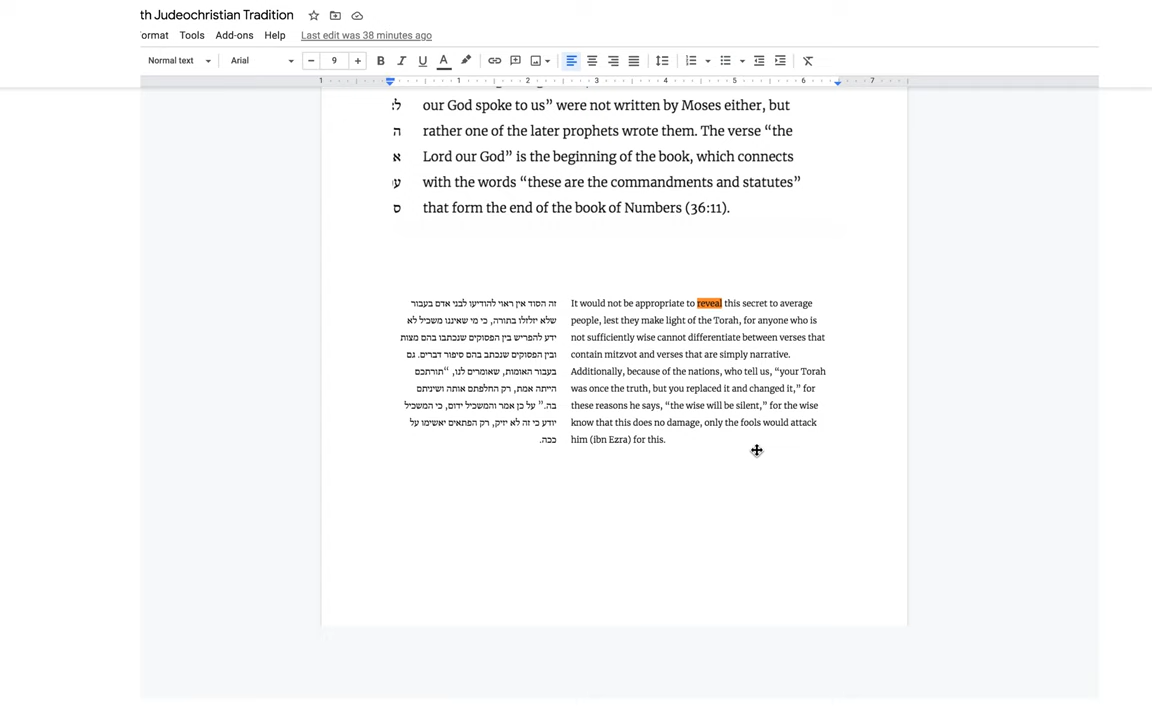 th Judeochristian Tradition
ormat Tools Add-ons Help Last edit was 38 minutes ago
Normal text Arial 9 B I U A
1 1 2 3 4 5 6 7
our God spoke to us” were not written by Moses either, but
rather one of the later prophets wrote them. The verse “the
Lord our God” is the beginning of the book, which connects
with the words “these are the commandments and statutes”
that form the end of the book of Numbers (36:11).
ה
א
ס
זה הסוד אין ראוי להודיעו לבני אדם בעבור
שלא יזלזלו בתורה, כי מי שאיננו משכיל לא
ידע להפריש בין הפסוקים שנכתבו בהם מצות
ובין הפסוקים שנכתב בהם סיפור דברים. גם
בעבור האומות, שאומרים לנו, “תורתכם
הייתה אמת, רק החלפתם אותה ושיניתם
בה.” על כן אמר והמשכיל ידום, כי המשכיל
יודע כי זה לא יזיק, רק הפתאים יאשימו על
ככה.
It would not be appropriate to reveal this secret to average
people, lest they make light of the Torah, for anyone who is
not sufficiently wise cannot differentiate between verses that
contain mitzvot and verses that are simply narrative.
Additionally, because of the nations, who tell us, “your Torah
was once the truth, but you replaced it and changed it,” for
these reasons he says, “the wise will be silent,” for the wise
know that this does no damage, only the fools would attack
him (ibn Ezra) for this.